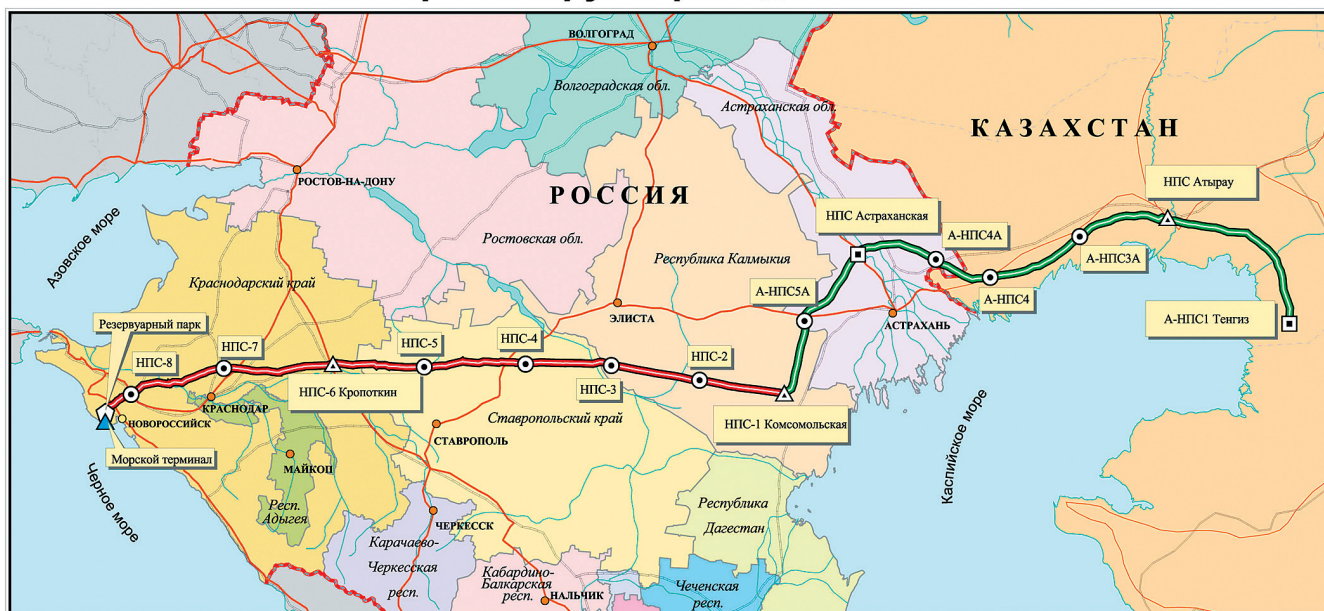 ВОЛГОГРАД
Волгоградская обл.
Астраханская обл.
КАЗАХСТАН
РОСТОВ-НА-ДОНУ
РОССИЯ
НПС Атырау
Азовское море
Ростовская обл.
НПС Астраханская
А-НПС4А
Республика Калмыкия
А-НПС3А
Краснодарский край
А-НПС5А
А-НПС4
Резервуарный парк
ЭЛИСТА
АСТРАХАНЬ
А-НПС1 Тенгиз
НПС-8
НПС-7
НПС-5
НПС-4
НПС-2
НПС-3
НПС-6 Кропоткин
КРАСНОДАР
НОВОРОССИЙСК
Ставропольский край
НПС-1 Комсомольская
СТАВРОПОЛЬ
Морской терминал
МАЙКОП
Каспийское море
Черное море
Респ.
Адыгея
Республика
Дагестан
ЧЕРКЕССК
Карачаево-
Черкесская
респ.
Кабардино-
Балкарская
респ.
НАЛЬЧИК
Чеченская
респ.